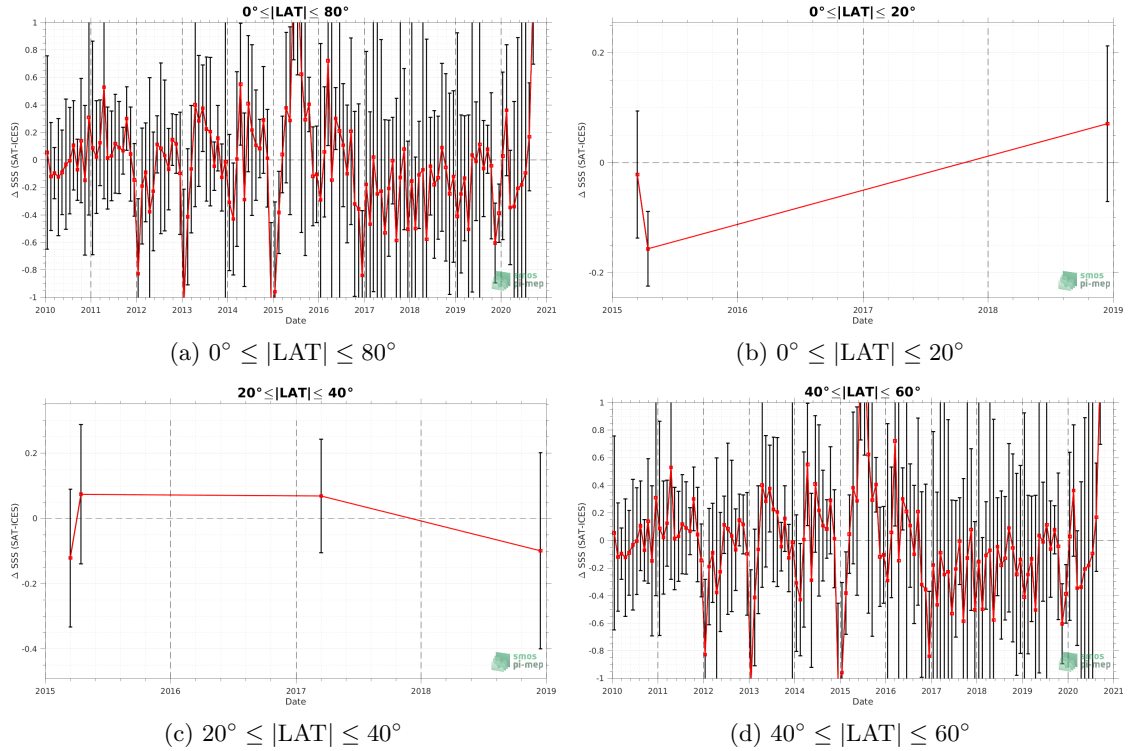 0°≤|LAT|≤ 80°
1
0.8
0.6
0.4
0.2
0
-0.2
-0.4
-0.6
-0.8
-1
Δ SSS (SAT-ICES)
2010 2011 2012 2013 2014 2015 2016 2017 2018 2019 2020 2021
Date
smos
pi-mep
(a) 0° ≤ |LAT| ≤ 80°
0°≤|LAT|≤ 20°
0.2
0
-0.2
Δ SSS (SAT-ICES)
2015 2016 2017 2018 2019
Date
smos
pi-mep
(b) 0° ≤ |LAT| ≤ 20°
20°≤|LAT|≤ 40°
0.2
0
-0.2
-0.4
Δ SSS (SAT-ICES)
2015 2016 2017 2018 2019
Date
smos
pi-mep
(c) 20° ≤ |LAT| ≤ 40°
40°≤|LAT|≤ 60°
1
0.8
0.6
0.4
0.2
0
-0.2
-0.4
-0.6
-0.8
-1
Δ SSS (SAT-ICES)
2010 2011 2012 2013 2014 2015 2016 2017 2018 2019 2020 2021
Date
smos
pi-mep
(d) 40° ≤ |LAT| ≤ 60°